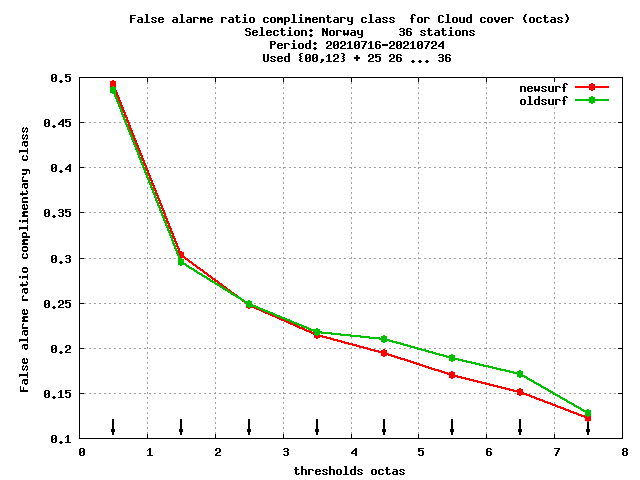 False alarme ratio complimentary class  for Cloud cover (octas)
Selection: Norway     36 stations
Period: 20210716-20210724
Used {00,12} + 25 26 ... 36
newsurf
oldsurf
False alarme ratio complimentary class
0.5
0.45
0.4
0.35
0.3
0.25
0.2
0.15
0.1
0 1 2 3 4 5 6 7 8
thresholds octas